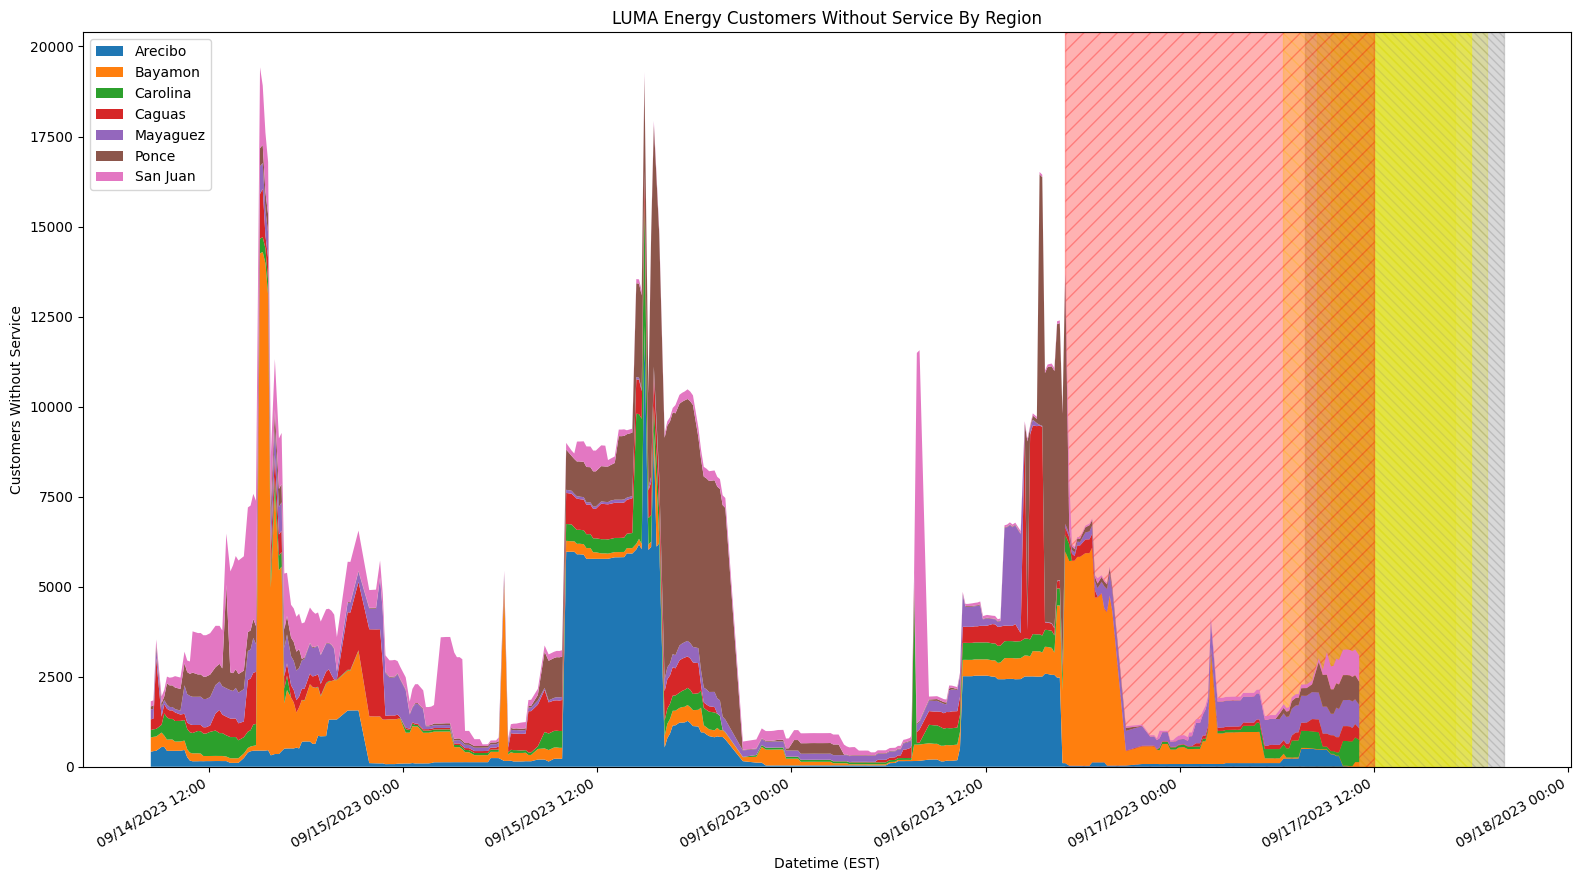 LUMA Energy Customers Without Service By Region
20000
17500
15000
12500
10000
7500
5000
2500
0
Customers Without Service
Arecibo
Bayamon
Carolina
Caguas
Mayaguez
Ponce
San Juan
09/14/2023 12:00
09/15/2023 00:00
09/15/2023 12:00
09/16/2023 00:00
09/16/2023 12:00
09/17/2023 00:00
09/17/2023 12:00
09/18/2023 00:00
Datetime (EST)